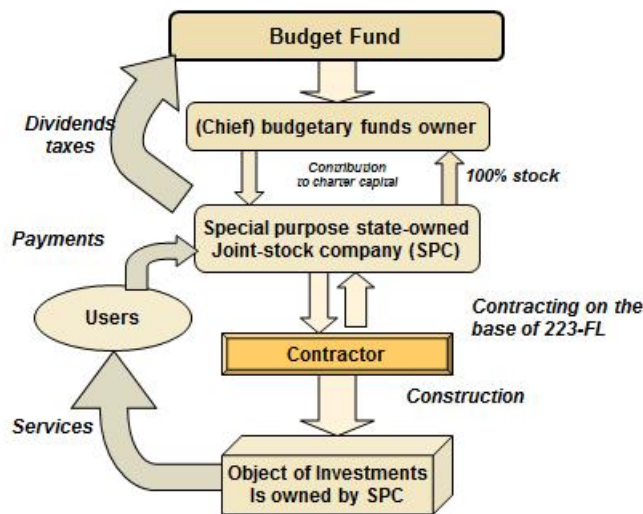 Budget Fund
Dividends
taxes
(Chief) budgetary funds owner
Contribution
to charter capital
100% stock
Special purpose state-owned
Joint-stock company (SPC)
Payments
Users
Contracting on the
base of 223-FL
Contractor
Construction
Services
Object of Investments
Is owned by SPC